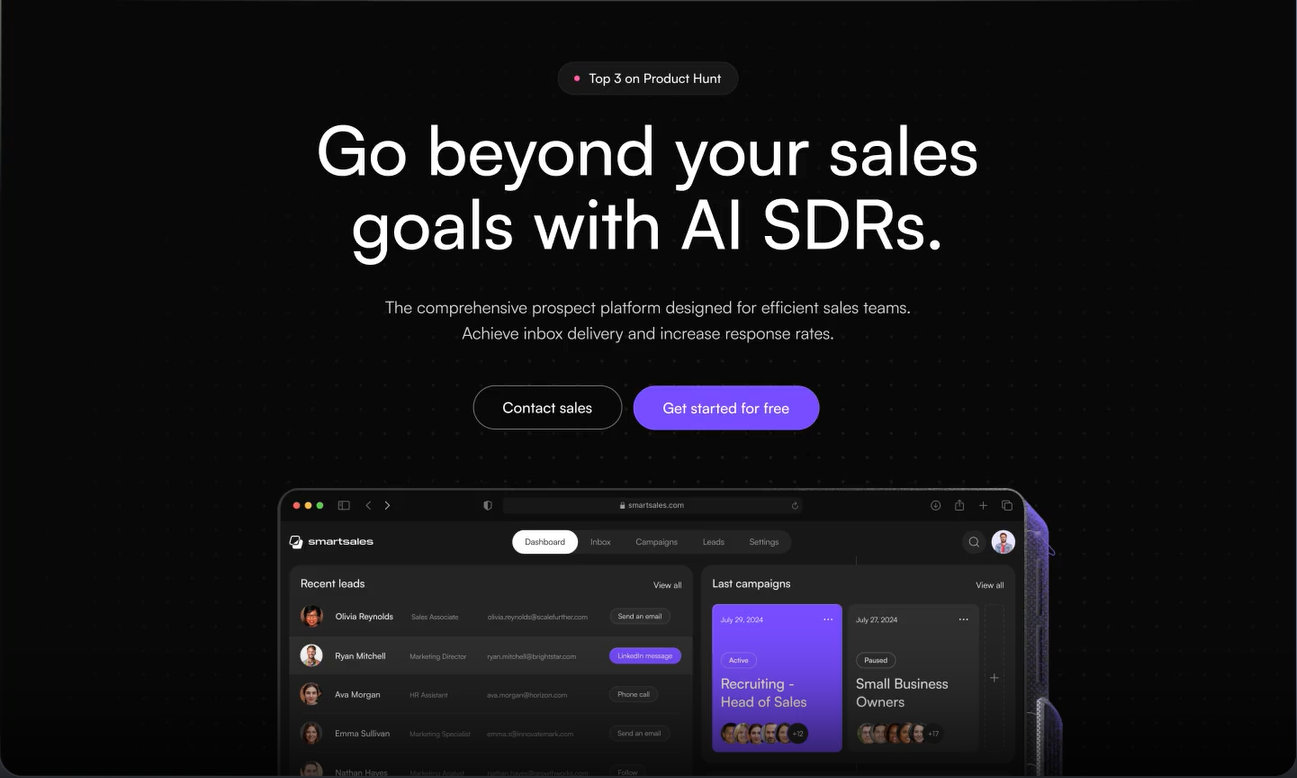 Top 3 on Product Hunt
Go beyond your sales
goals with AI SDRs.
The comprehensive prospect platform designed for efficient sales teams.
Achieve inbox delivery and increase response rates.
Contact sales
Get started for free
smartsales.com
smartsales
Dashboard
Inbox
Campaigns
Leads
Settings
Recent leads
View all
Olivia Reynolds
Sales Associate
olivia.reynolds@scalefurther.com
Send an email
Ryan Mitchell
Marketing Director
ryan.mitchell@brightstar.com
LinkedIn message
Ava Morgan
HR Assistant
ava.morgan@horizon.com
Phone call
Emma Sullivan
Marketing Specialist
emma.s@innovatemark.com
Send an email
Nathan Hayes
Marketing Analyst
Follow
Last campaigns
View all
July 29, 2024
Active
Recruiting -
Head of Sales
+12
July 27, 2024
Paused
Small Business
Owners
+17